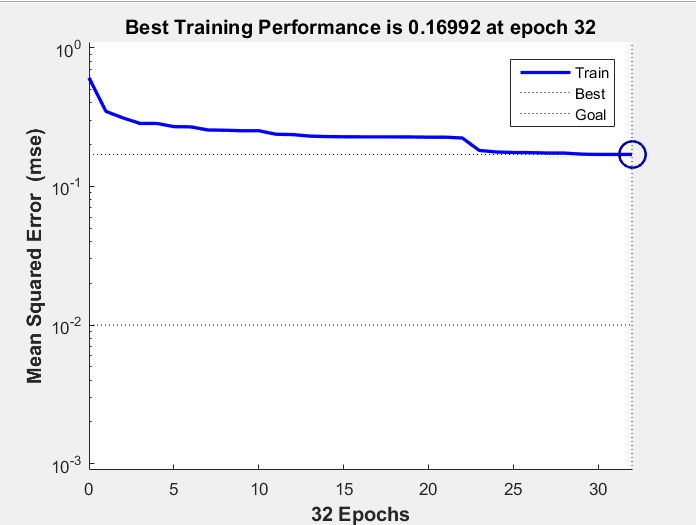 Best Training Performance is 0.16992 at epoch 32
10^0
10^-1
10^-2
10^-3
Mean Squared Error (mse)
Train
Best
Goal
0 5 10 15 20 25 30
32 Epochs